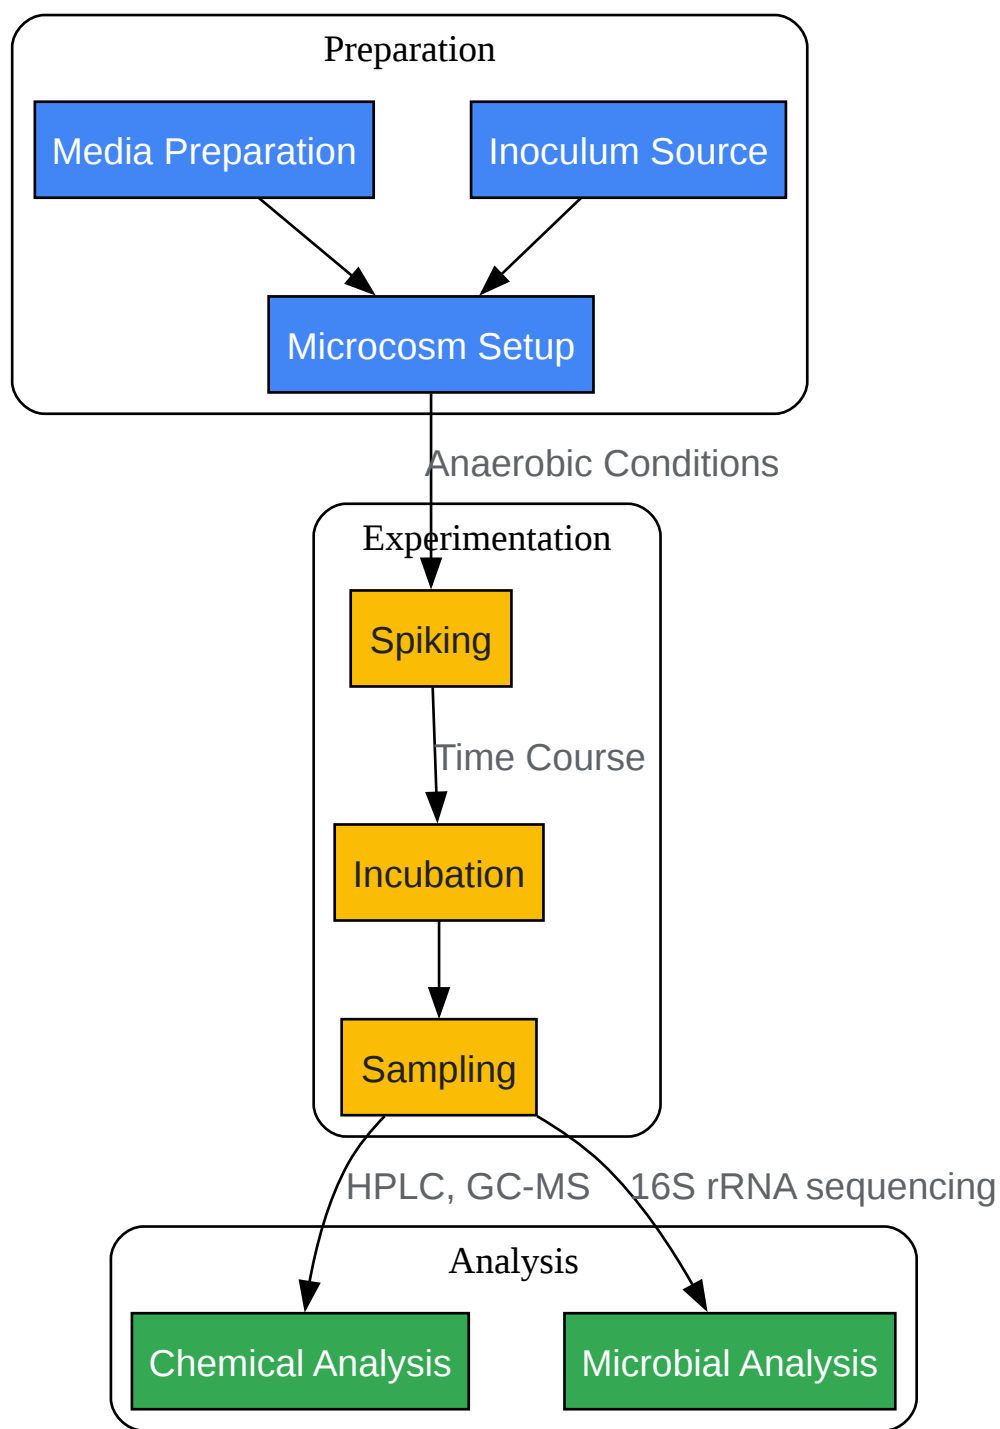 Preparation
Media Preparation
Inoculum Source
Microcosm Setup
Anaerobic Conditions
Experimentation
Spiking
Time Course
Incubation
Sampling
HPLC, GC-MS
16S rRNA sequencing
Analysis
Chemical Analysis
Microbial Analysis